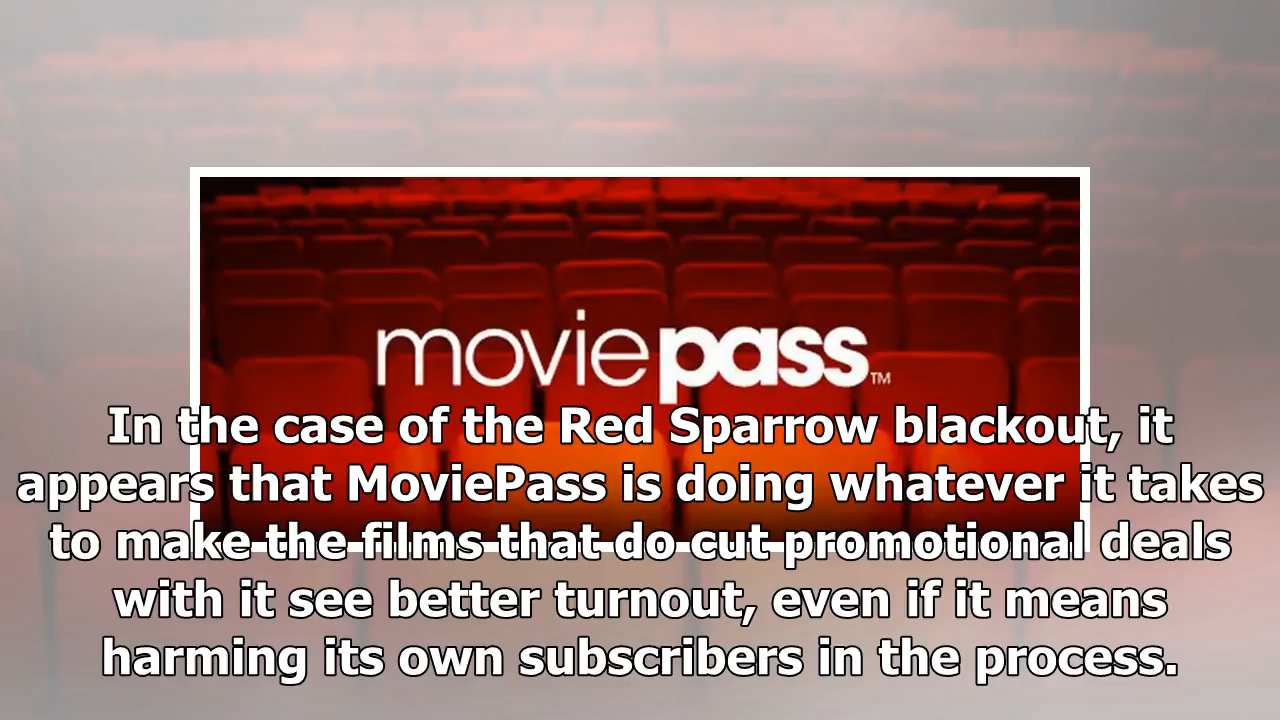 moviepass™
In the case of the Red Sparrow blackout, it
appears that MoviePass is doing whatever it takes
to make the films that do cut promotional deals
with it see better turnout, even if it means
harming its own subscribers in the process.